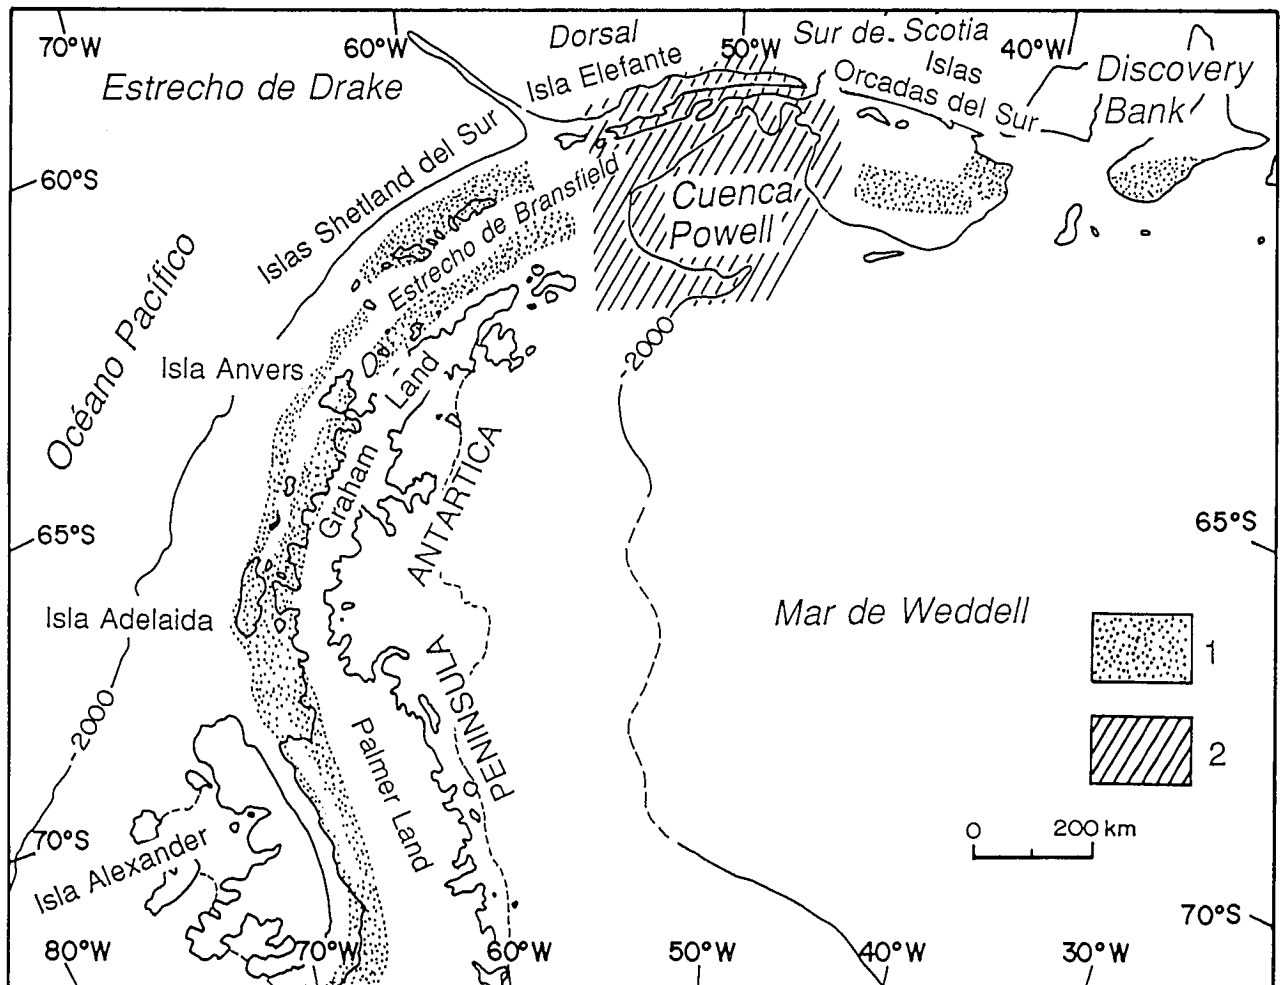 70°W
60°W
Dorsal
50°W
Sur de Scotia
40°W
Estrecho de Drake
Isla Elefante
Islas
Orcadas del Sur
Discovery
Bank
60°S
Islas Shetland del Sur
Estrecho de Bransfield
Cuenca
Powell
Océano Pacífico
Isla Anvers
-2000
Graham Land
ANTARTICA
65°S
65°S
Isla Adelaida
Mar de Weddell
1
PENINSULA
-2000
Palmer Land
2
0 200 km
70°S
Isla Alexander
70°S
80°W
70°W
60°W
50°W
40°W
30°W